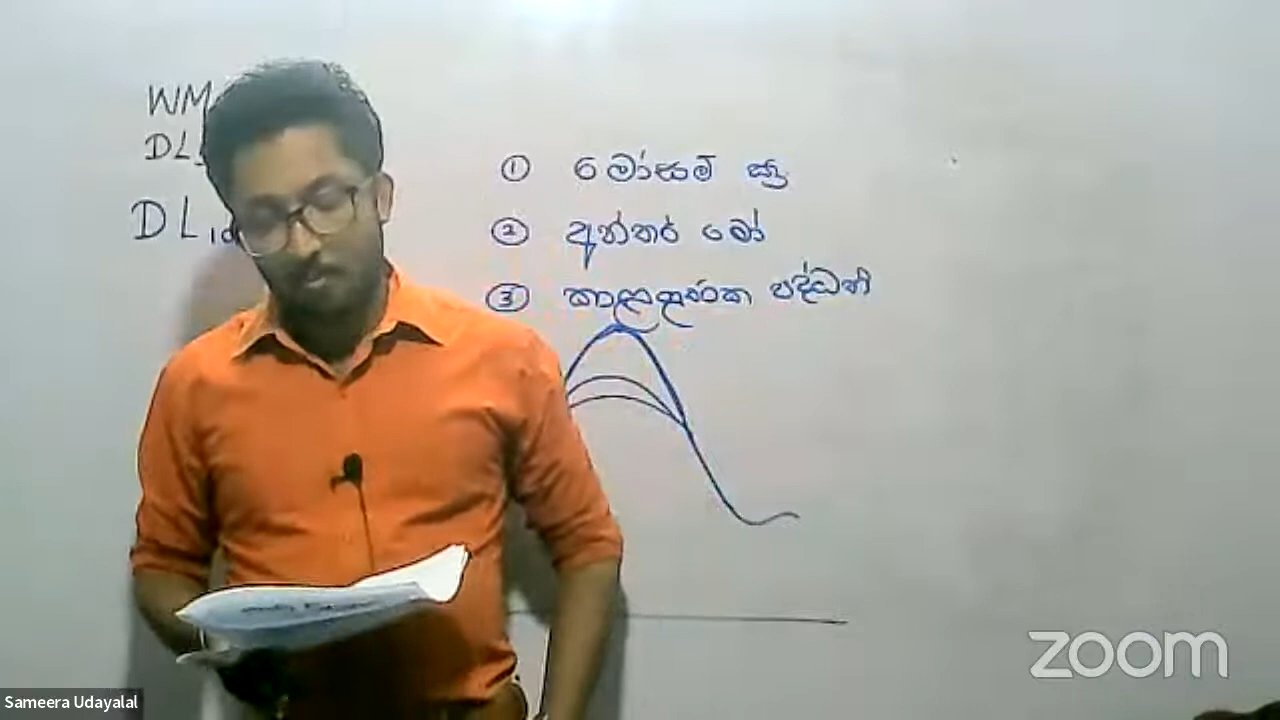 WM
DL
DL
① මෝසම් සුළං
② අන්තර් මෝ
③ කාලගුණික පද්ධති
zoom
Sameera Udayalal